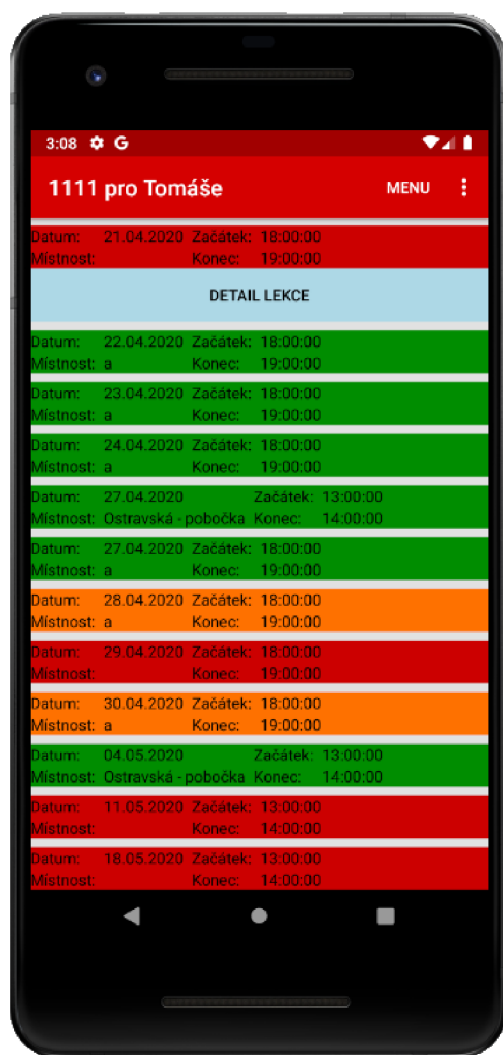 3:08 G
1111 pro Tomáše MENU
Datum: 21.04.2020 Začátek: 18:00:00
Místnost: Konec: 19:00:00
DETAIL LEKCE
Datum: 22.04.2020 Začátek: 18:00:00
Místnost: a Konec: 19:00:00
Datum: 23.04.2020 Začátek: 18:00:00
Místnost: a Konec: 19:00:00
Datum: 24.04.2020 Začátek: 18:00:00
Místnost: a Konec: 19:00:00
Datum: 27.04.2020 Začátek: 13:00:00
Místnost: Ostravská - pobočka Konec: 14:00:00
Datum: 27.04.2020 Začátek: 18:00:00
Místnost: a Konec: 19:00:00
Datum: 28.04.2020 Začátek: 18:00:00
Místnost: a Konec: 19:00:00
Datum: 29.04.2020 Začátek: 18:00:00
Místnost: Konec: 19:00:00
Datum: 30.04.2020 Začátek: 18:00:00
Místnost: a Konec: 19:00:00
Datum: 04.05.2020 Začátek: 13:00:00
Místnost: Ostravská - pobočka Konec: 14:00:00
Datum: 11.05.2020 Začátek: 13:00:00
Místnost: Konec: 14:00:00
Datum: 18.05.2020 Začátek: 13:00:00
Místnost: Konec: 14:00:00